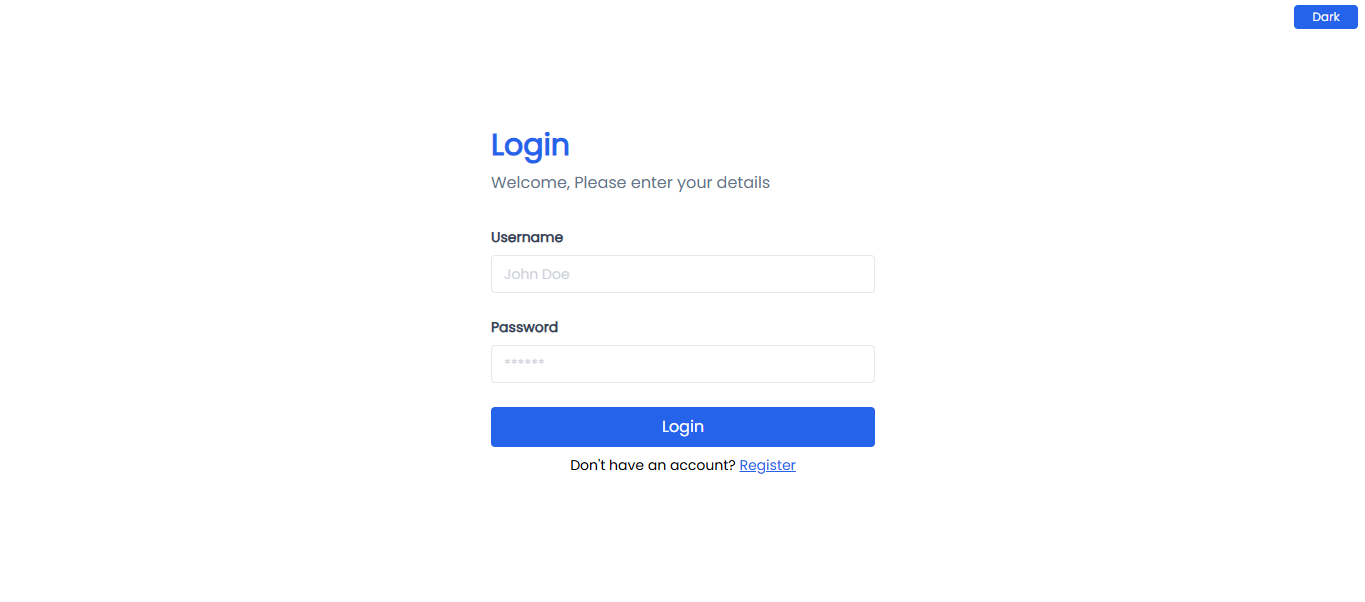 Dark
Login
Welcome, Please enter your details
Username
John Doe
Password
******
Login
Don't have an account? Register